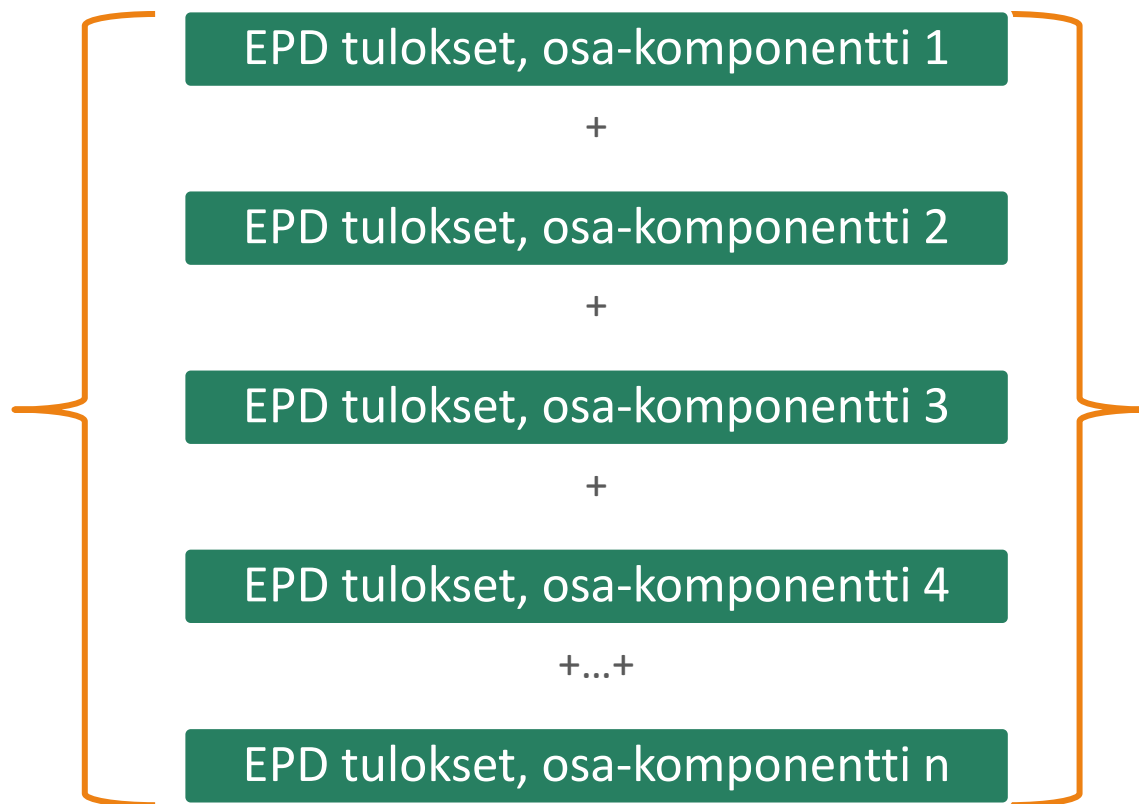 EPD tulokset, osa-komponentti 1
+
EPD tulokset, osa-komponentti 2
+
EPD tulokset, osa-komponentti 3
+
EPD tulokset, osa-komponentti 4
+...+
EPD tulokset, osa-komponentti n